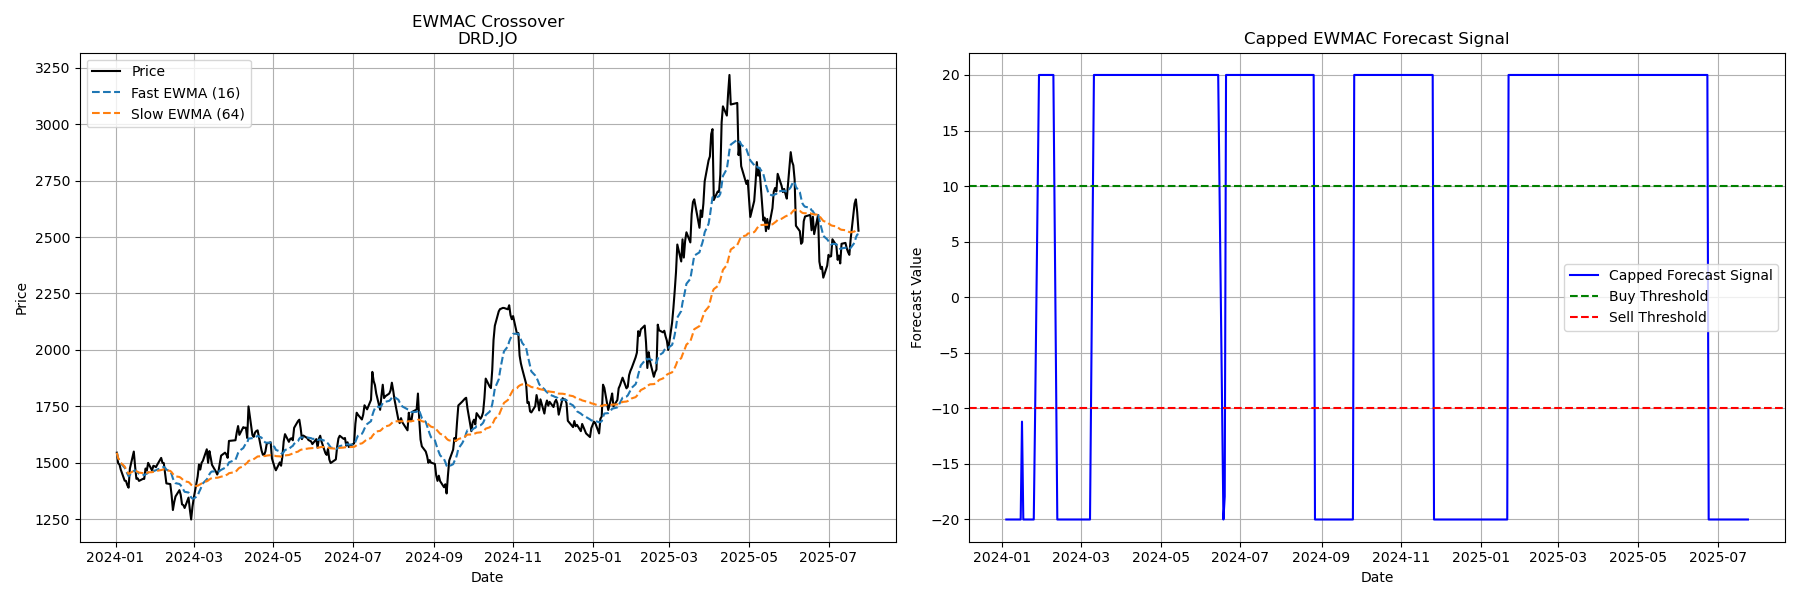 EWMAC Crossover
DRD.JO
Price
Fast EWMA (16)
Slow EWMA (64)
3250
3000
2750
2500
2250
2000
1750
1500
1250
Price
2024-01
2024-03
2024-05
2024-07
2024-09
2024-11
2025-01
2025-03
2025-05
2025-07
Date
Capped EWMAC Forecast Signal
20
15
10
5
0
−5
−10
−15
−20
Forecast Value
Capped Forecast Signal
Buy Threshold
Sell Threshold
2024-01
2024-03
2024-05
2024-07
2024-09
2024-11
2025-01
2025-03
2025-05
2025-07
Date